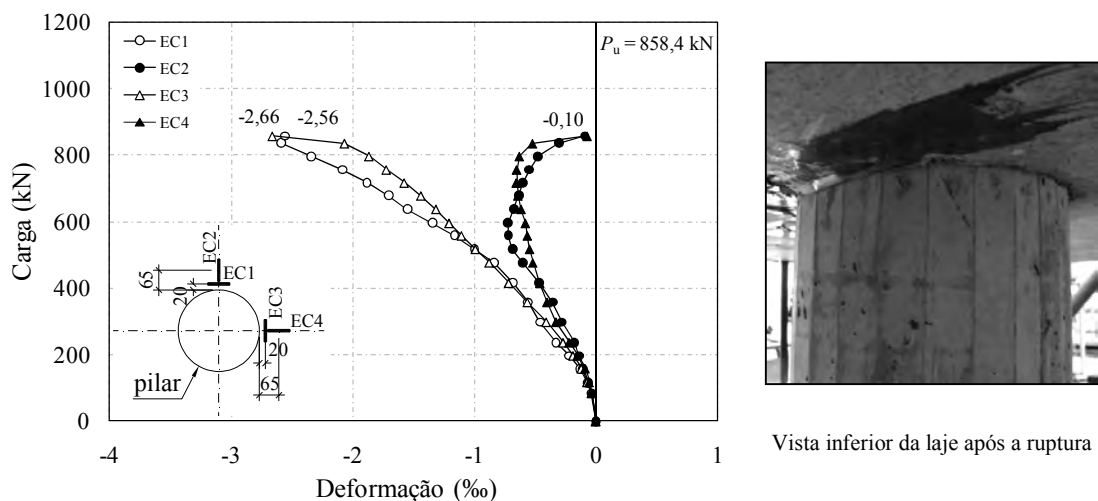 1200
1000
800
600
400
200
0
Carga (kN)
EC1
EC2
EC3
EC4
P_u = 858,4 kN
-2,66
-2,56
-0,10
EC2
EC1
65
20
EC3
EC4
20
65
pilar
-4
-3
-2
-1
0
1
Deformação (‰)
Vista inferior da laje após a ruptura